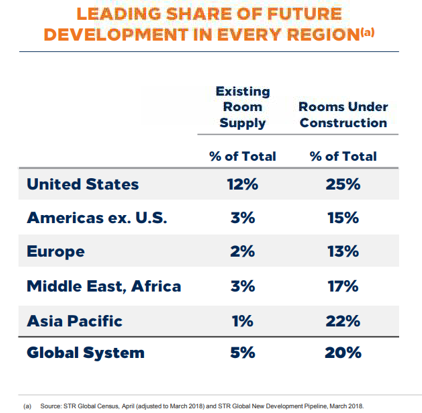 LEADING SHARE OF FUTURE
DEVELOPMENT IN EVERY REGION(a)
Existing
Room
Supply
Rooms Under
Construction
% of Total % of Total
United States 12% 25%
Americas ex. U.S. 3% 15%
Europe 2% 13%
Middle East, Africa 3% 17%
Asia Pacific 1% 22%
Global System 5% 20%
(a) Source: STR Global Census, April (adjusted to March 2018) and STR Global New Development Pipeline, March 2018.